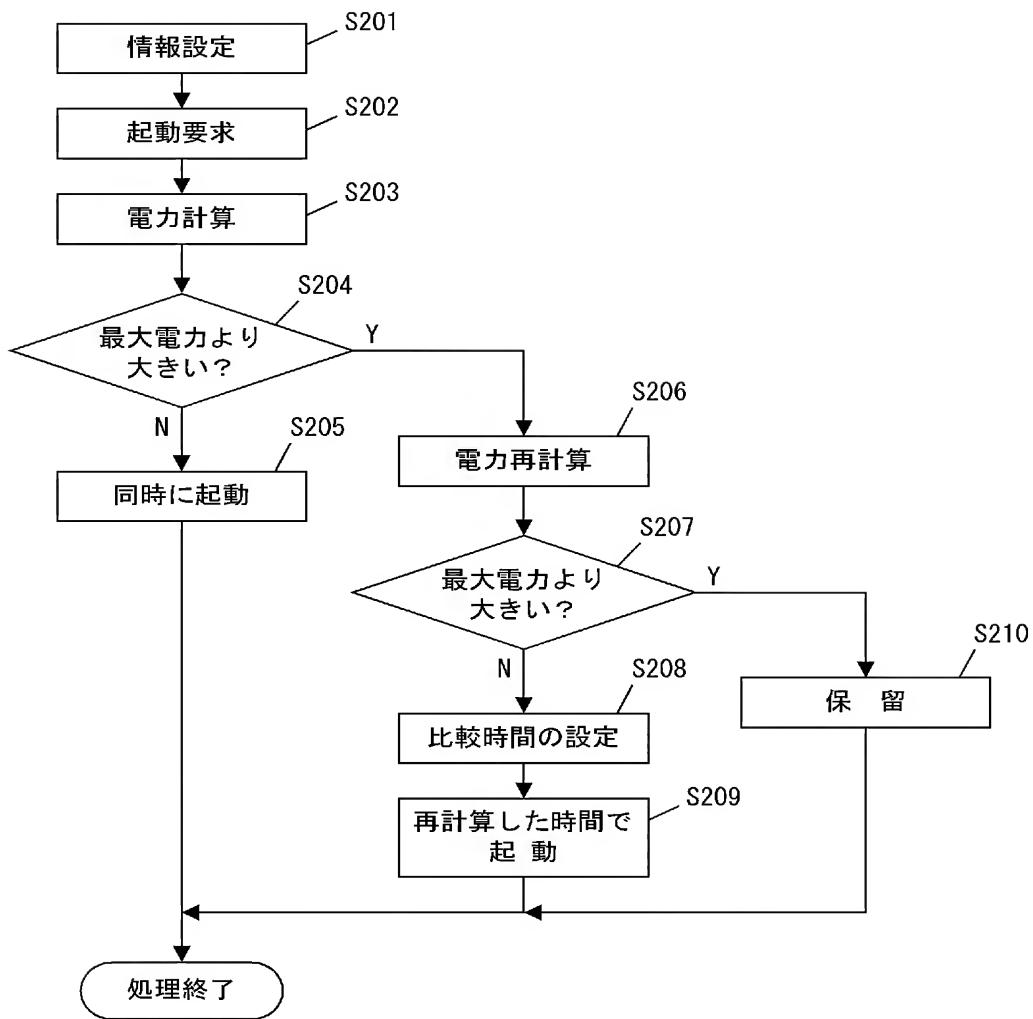 情報設定
S201
起動要求
S202
電力計算
S203
最大電力より
大きい?
S204
Y
N
同時に起動
S205
電力再計算
S206
最大電力より
大きい?
S207
Y
N
比較時間の設定
S208
再計算した時間で
起 動
S209
保 留
S210
処理終了